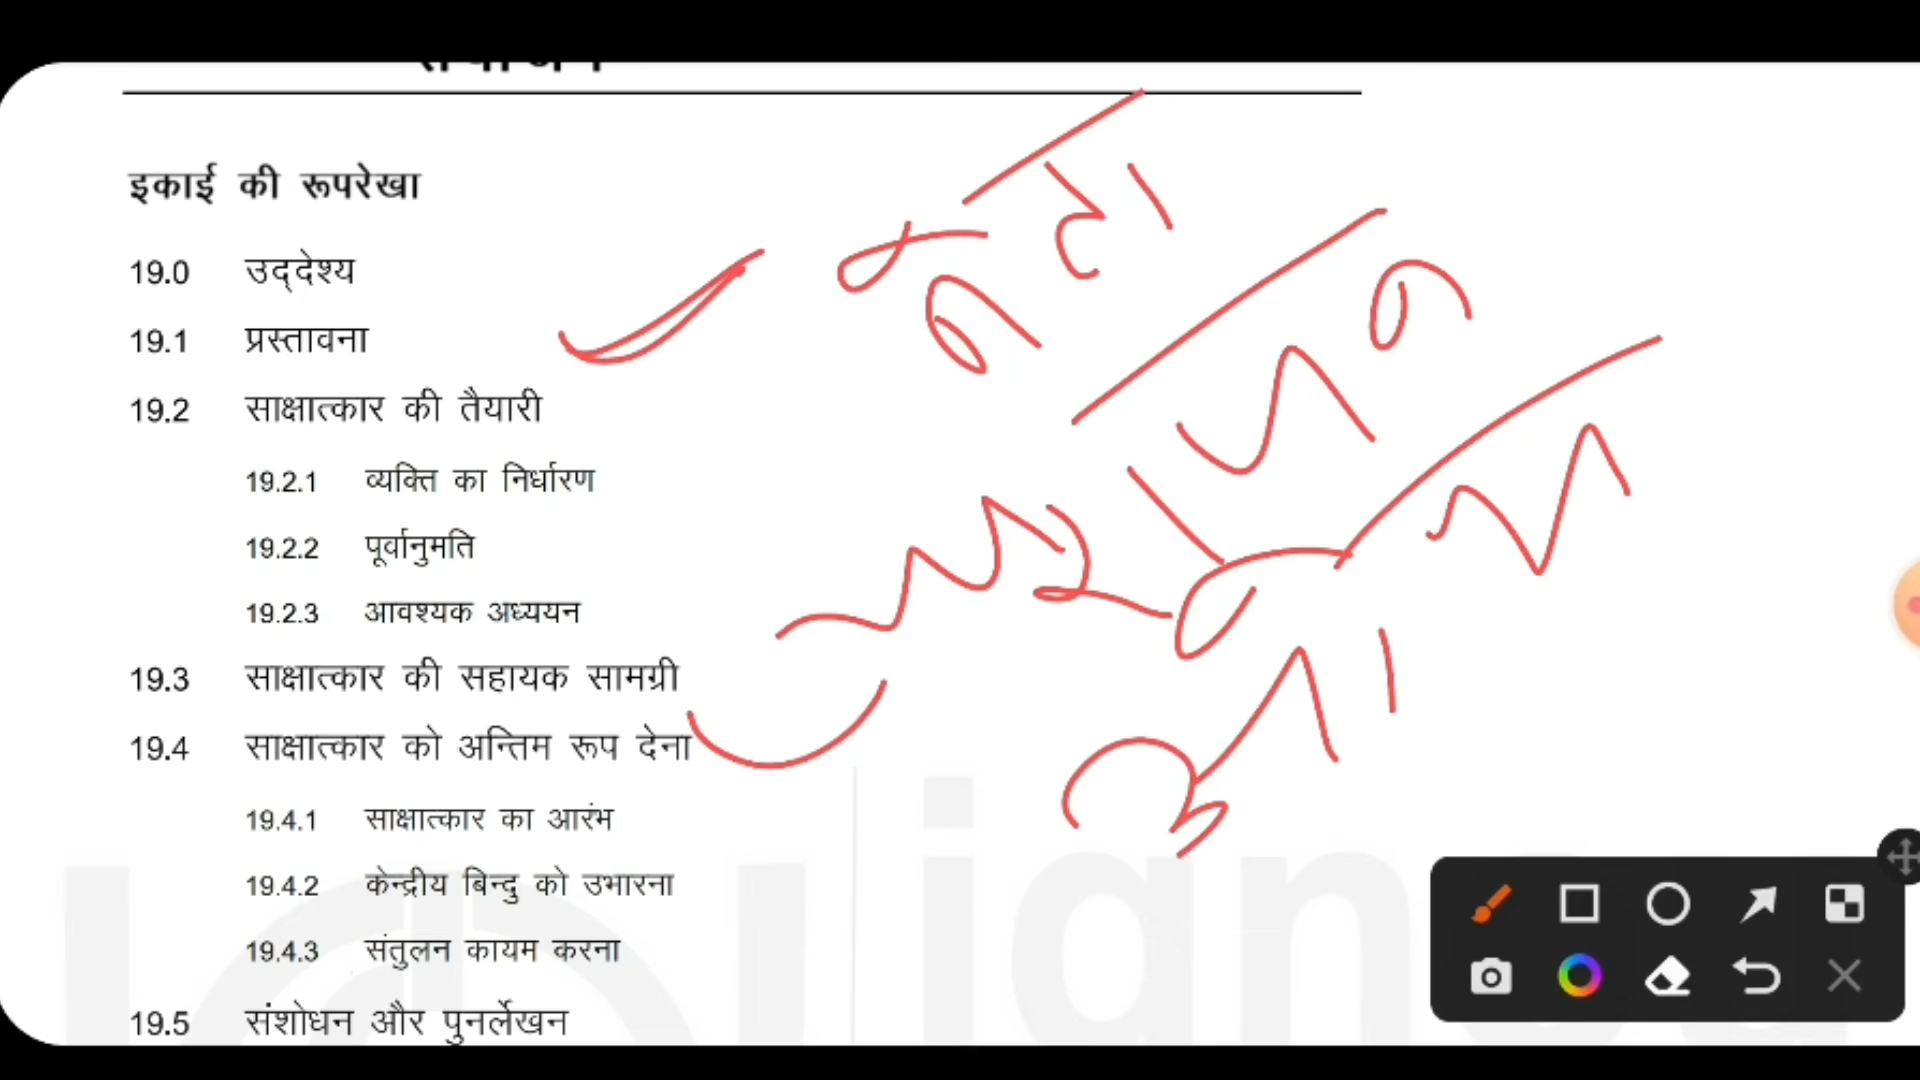 इकाई की रूपरेखा
19.0 उद्देश्य
19.1 प्रस्तावना
19.2 साक्षात्कार की तैयारी
19.2.1 व्यक्ति का निर्धारण
19.2.2 पूर्वानुमति
19.2.3 आवश्यक अध्ययन
19.3 साक्षात्कार की सहायक सामग्री
19.4 साक्षात्कार को अन्तिम रूप देना
19.4.1 साक्षात्कार का आरंभ
19.4.2 केन्द्रीय बिन्दु को उभारना
19.4.3 संतुलन कायम करना
19.5 संशोधन और पुनर्लेखन